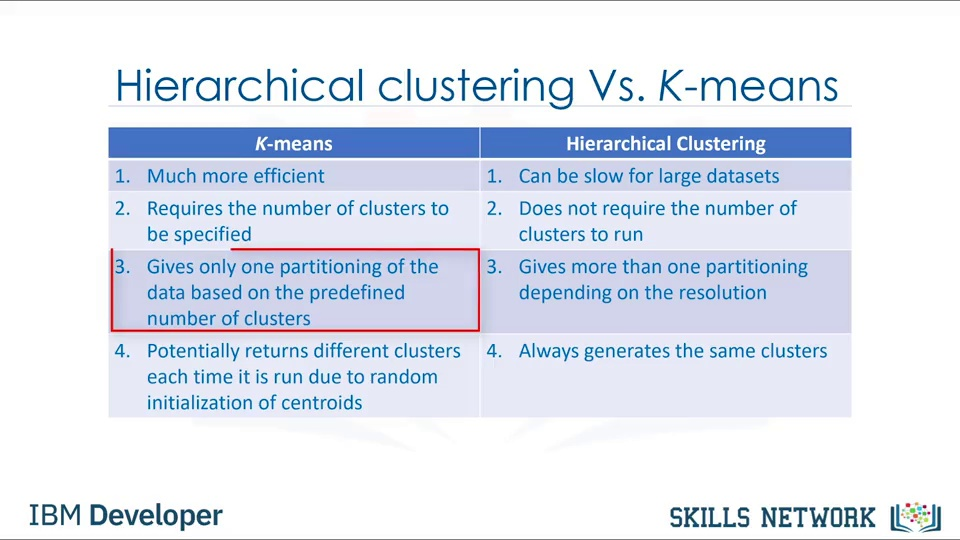 Hierarchical clustering Vs. K-means
K-means
Hierarchical Clustering
1. Much more efficient
1. Can be slow for large datasets
2. Requires the number of clusters to
be specified
2. Does not require the number of
clusters to run
3. Gives only one partitioning of the
data based on the predefined
number of clusters
3. Gives more than one partitioning
depending on the resolution
4. Potentially returns different clusters
each time it is run due to random
initialization of centroids
4. Always generates the same clusters
IBM Developer
SKILLS NETWORK